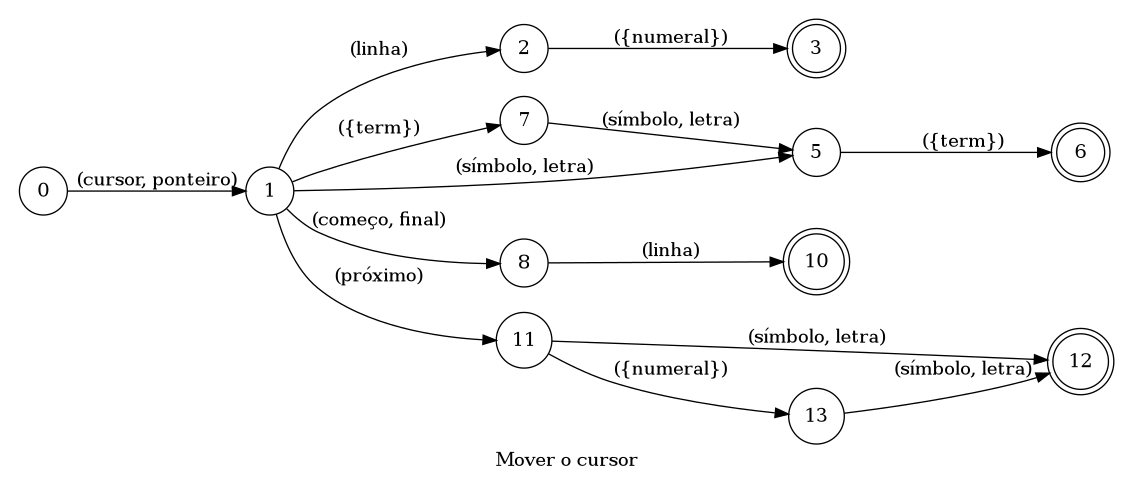 (linha)
2
({numeral})
3
({term})
7
(símbolo, letra)
(símbolo, letra)
5
({term})
6
0
(cursor, ponteiro)
1
(começo, final)
8
(linha)
10
(próximo)
11
(símbolo, letra)
12
({numeral})
(símbolo, letra)
13
Mover o cursor